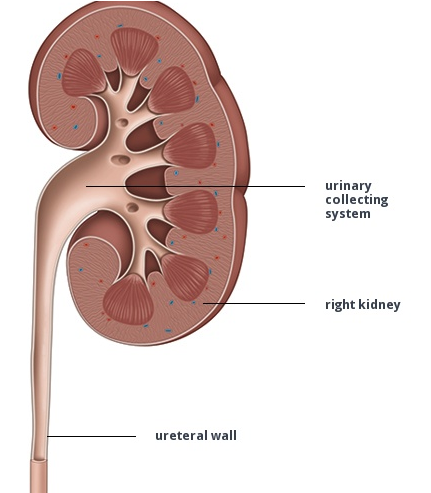 urinary
collecting
system
right kidney
ureteral wall